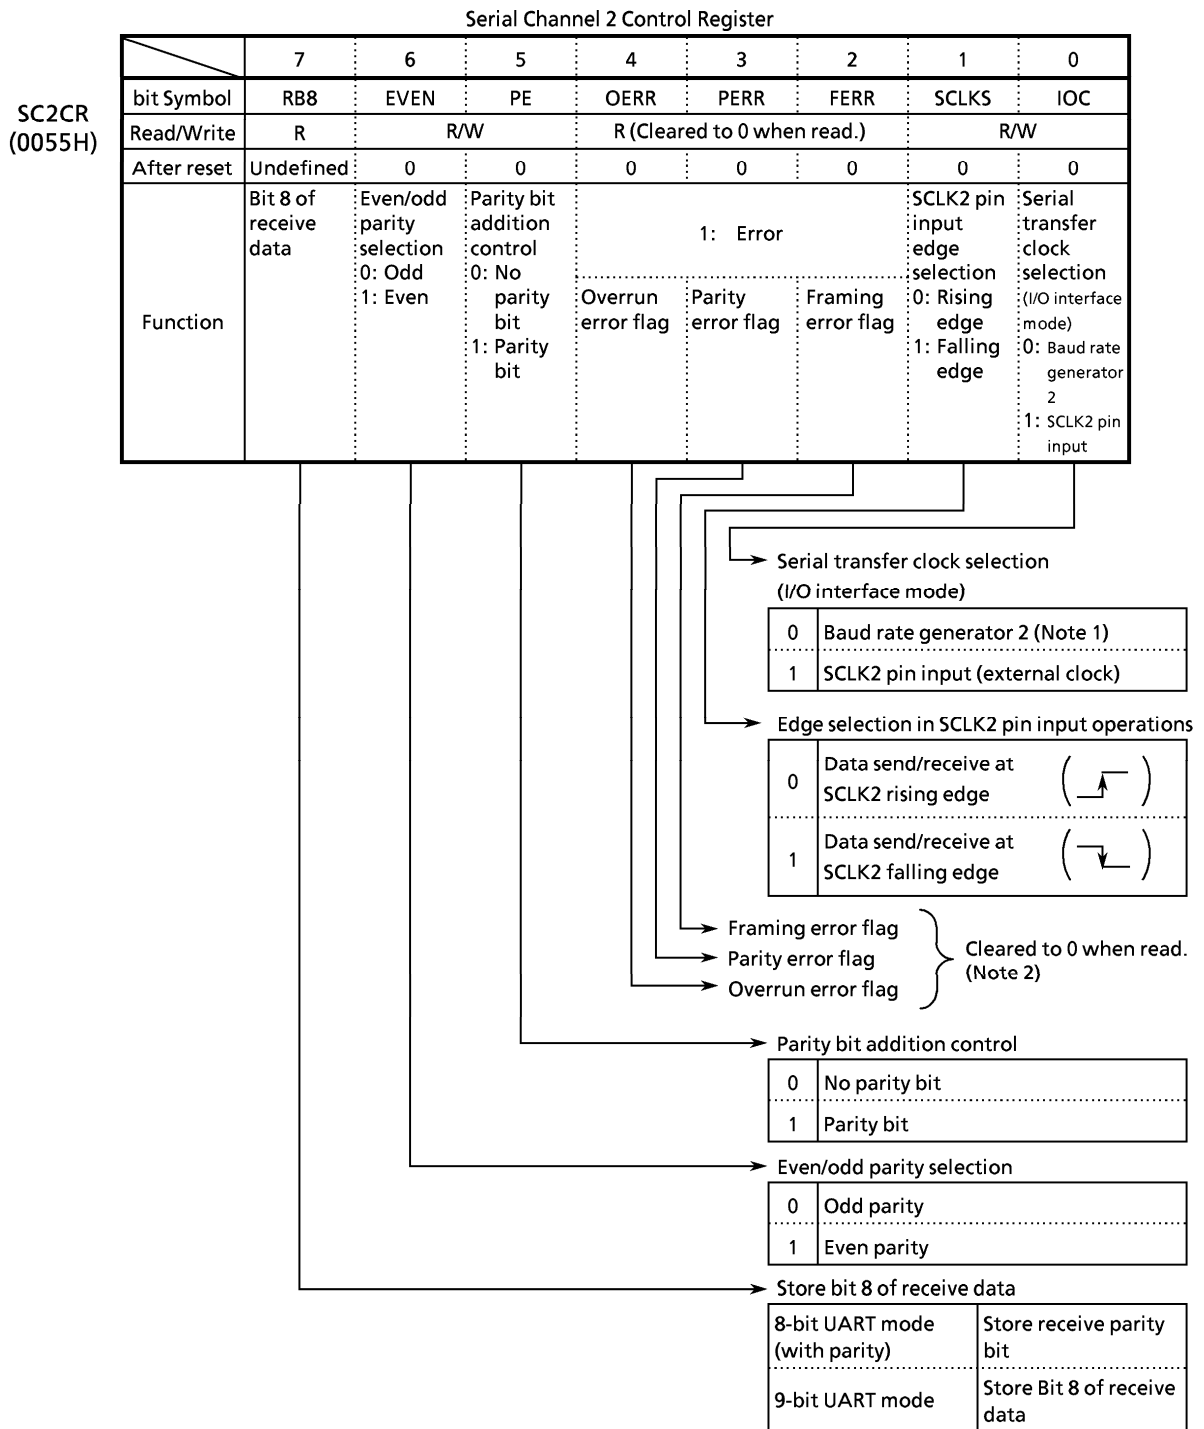 Serial Channel 2 Control Register
SC2CR
(0055H)
7 6 5 4 3 2 1 0
bit Symbol RB8 EVEN PE OERR PERR FERR SCLKS IOC
Read/Write R R/W R (Cleared to 0 when read.) R/W
After reset Undefined 0 0 0 0 0 0 0
Function
Bit 8 of
receive
data
Even/odd
parity
selection
0: Odd
1: Even
Parity bit
addition
control
0: No
parity
bit
1: Parity
bit
1: Error
Overrun
error flag
Parity
error flag
Framing
error flag
SCLK2 pin
input
edge
selection
0: Rising
edge
1: Falling
edge
Serial
transfer
clock
selection
(I/O interface
mode)
0: Baud rate
generator
2
1: SCLK2 pin
input
Serial transfer clock selection
(I/O interface mode)
0 Baud rate generator 2 (Note 1)
1 SCLK2 pin input (external clock)
Edge selection in SCLK2 pin input operations
0 Data send/receive at
SCLK2 rising edge
1 Data send/receive at
SCLK2 falling edge
Framing error flag
Parity error flag
Overrun error flag
Cleared to 0 when read.
(Note 2)
Parity bit addition control
0 No parity bit
1 Parity bit
Even/odd parity selection
0 Odd parity
1 Even parity
Store bit 8 of receive data
8-bit UART mode
(with parity)
Store receive parity
bit
9-bit UART mode
Store Bit 8 of receive
data